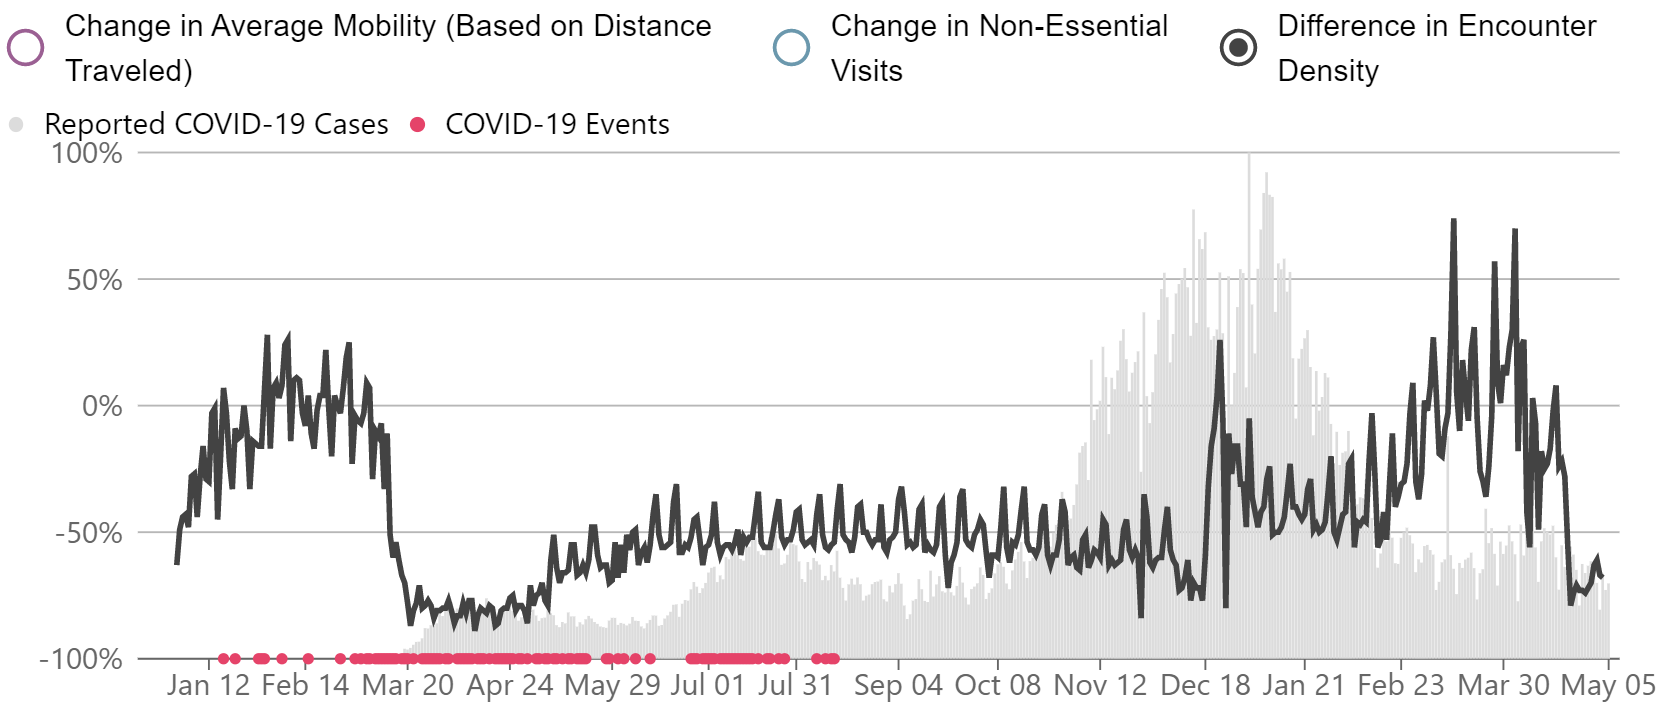 Change in Average Mobility (Based on Distance Traveled)
Change in Non-Essential Visits
Difference in Encounter Density
Reported COVID-19 Cases
COVID-19 Events
100%
50%
0%
-50%
-100%
Jan 12 Feb 14 Mar 20 Apr 24 May 29 Jul 01 Jul 31 Sep 04 Oct 08 Nov 12 Dec 18 Jan 21 Feb 23 Mar 30 May 05